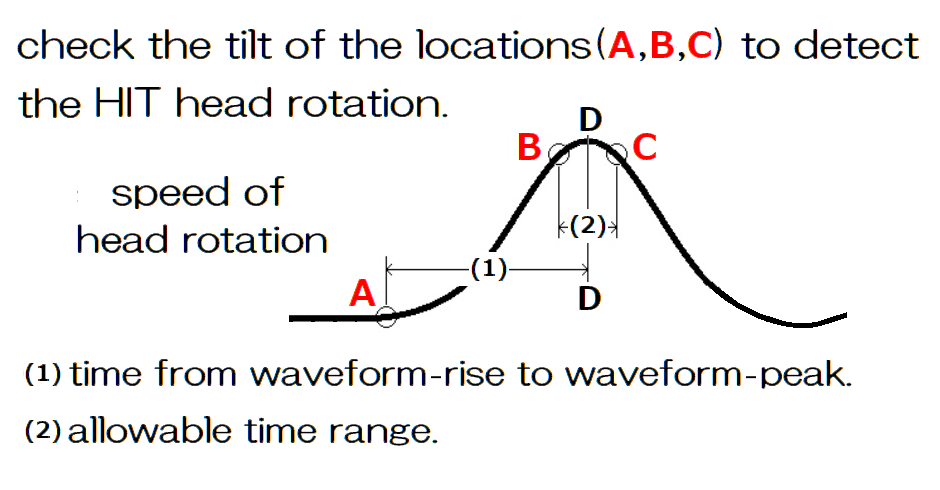 check the tilt of the locations(A,B,C) to detect
the HIT head rotation.
D
B
C
speed of
head rotation
(2)
(1)
A
D
(1) time from waveform-rise to waveform-peak.
(2) allowable time range.